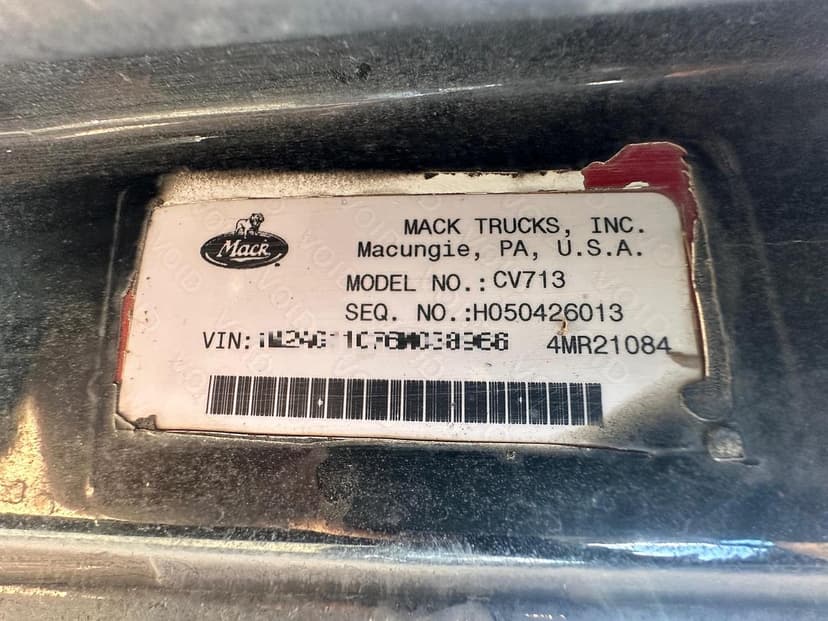 Mack
MACK TRUCKS, INC.
Macungie, PA, U.S.A.
MODEL NO.:CV713
SEQ. NO.:H050426013
VIN:
4MR21084